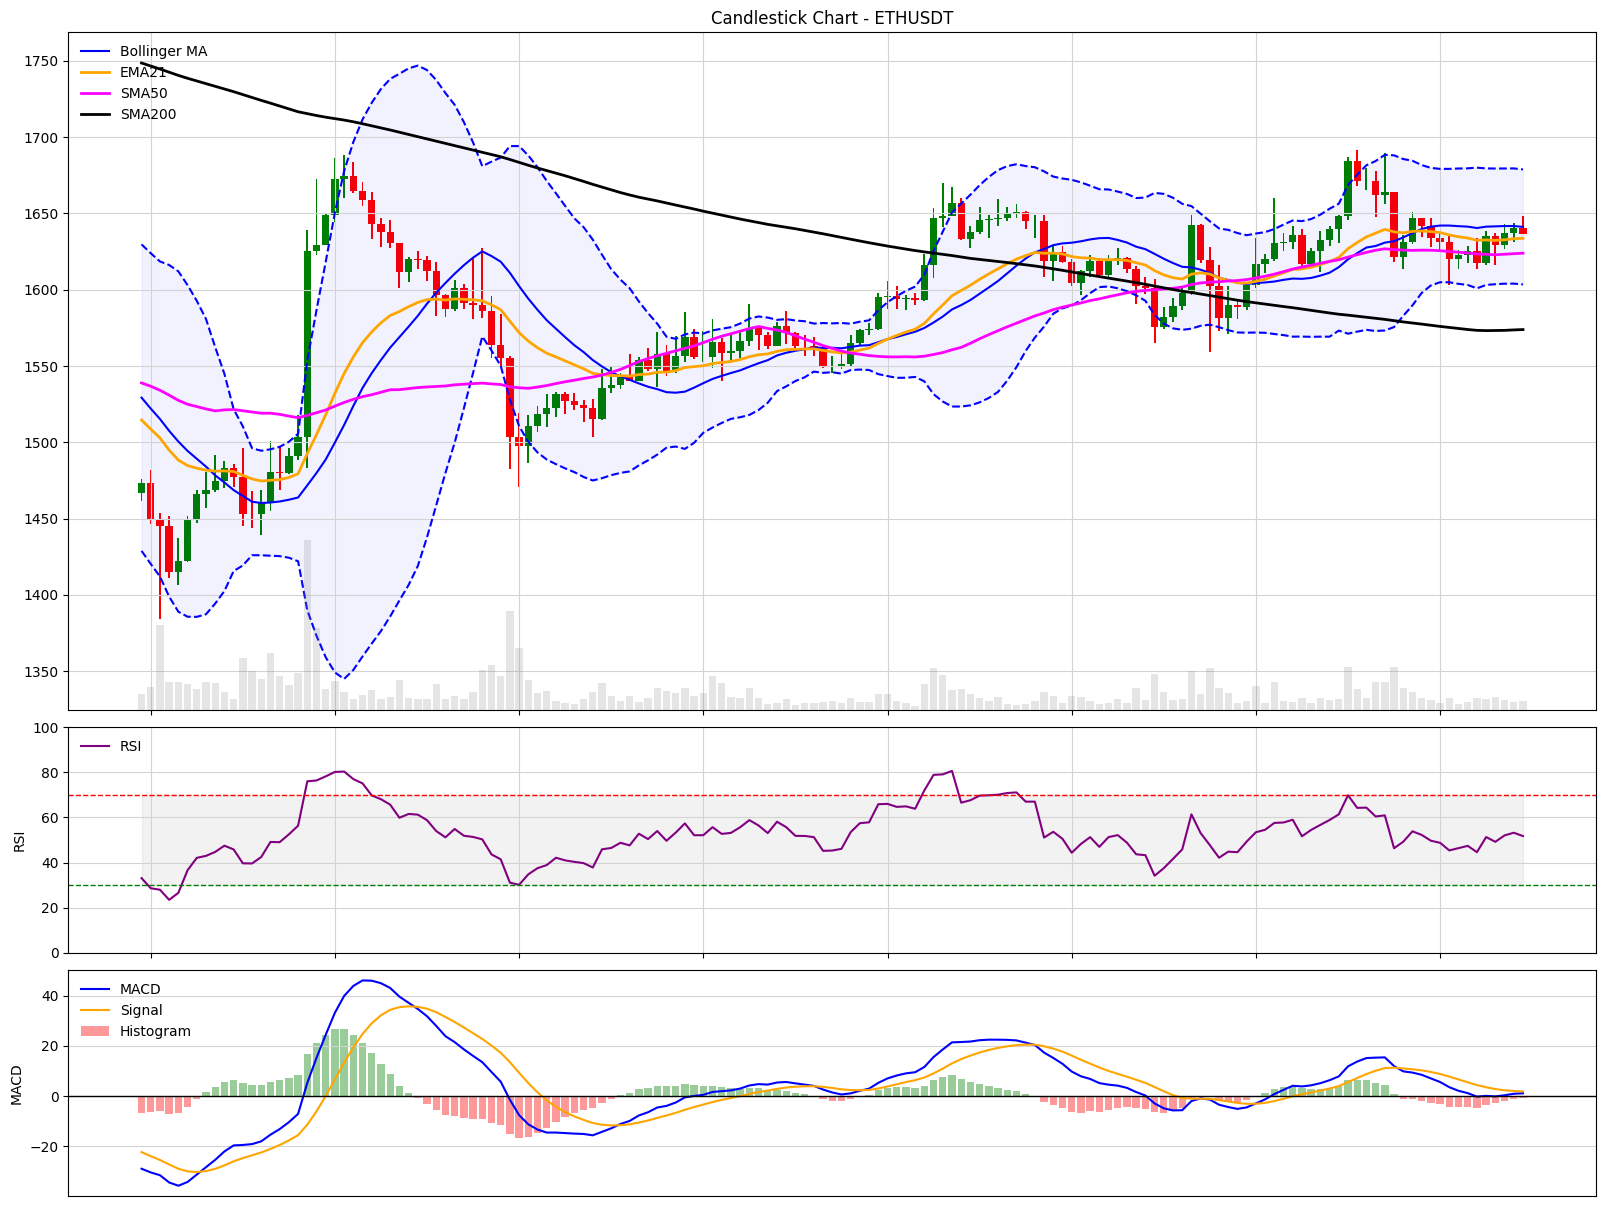 Candlestick Chart - ETHUSDT
Bollinger MA
EMA21
SMA50
SMA200
1750
1700
1650
1600
1550
1500
1450
1400
1350
RSI
RSI
100
80
60
40
20
0
MACD
Signal
Histogram
MACD
40
20
0
−20